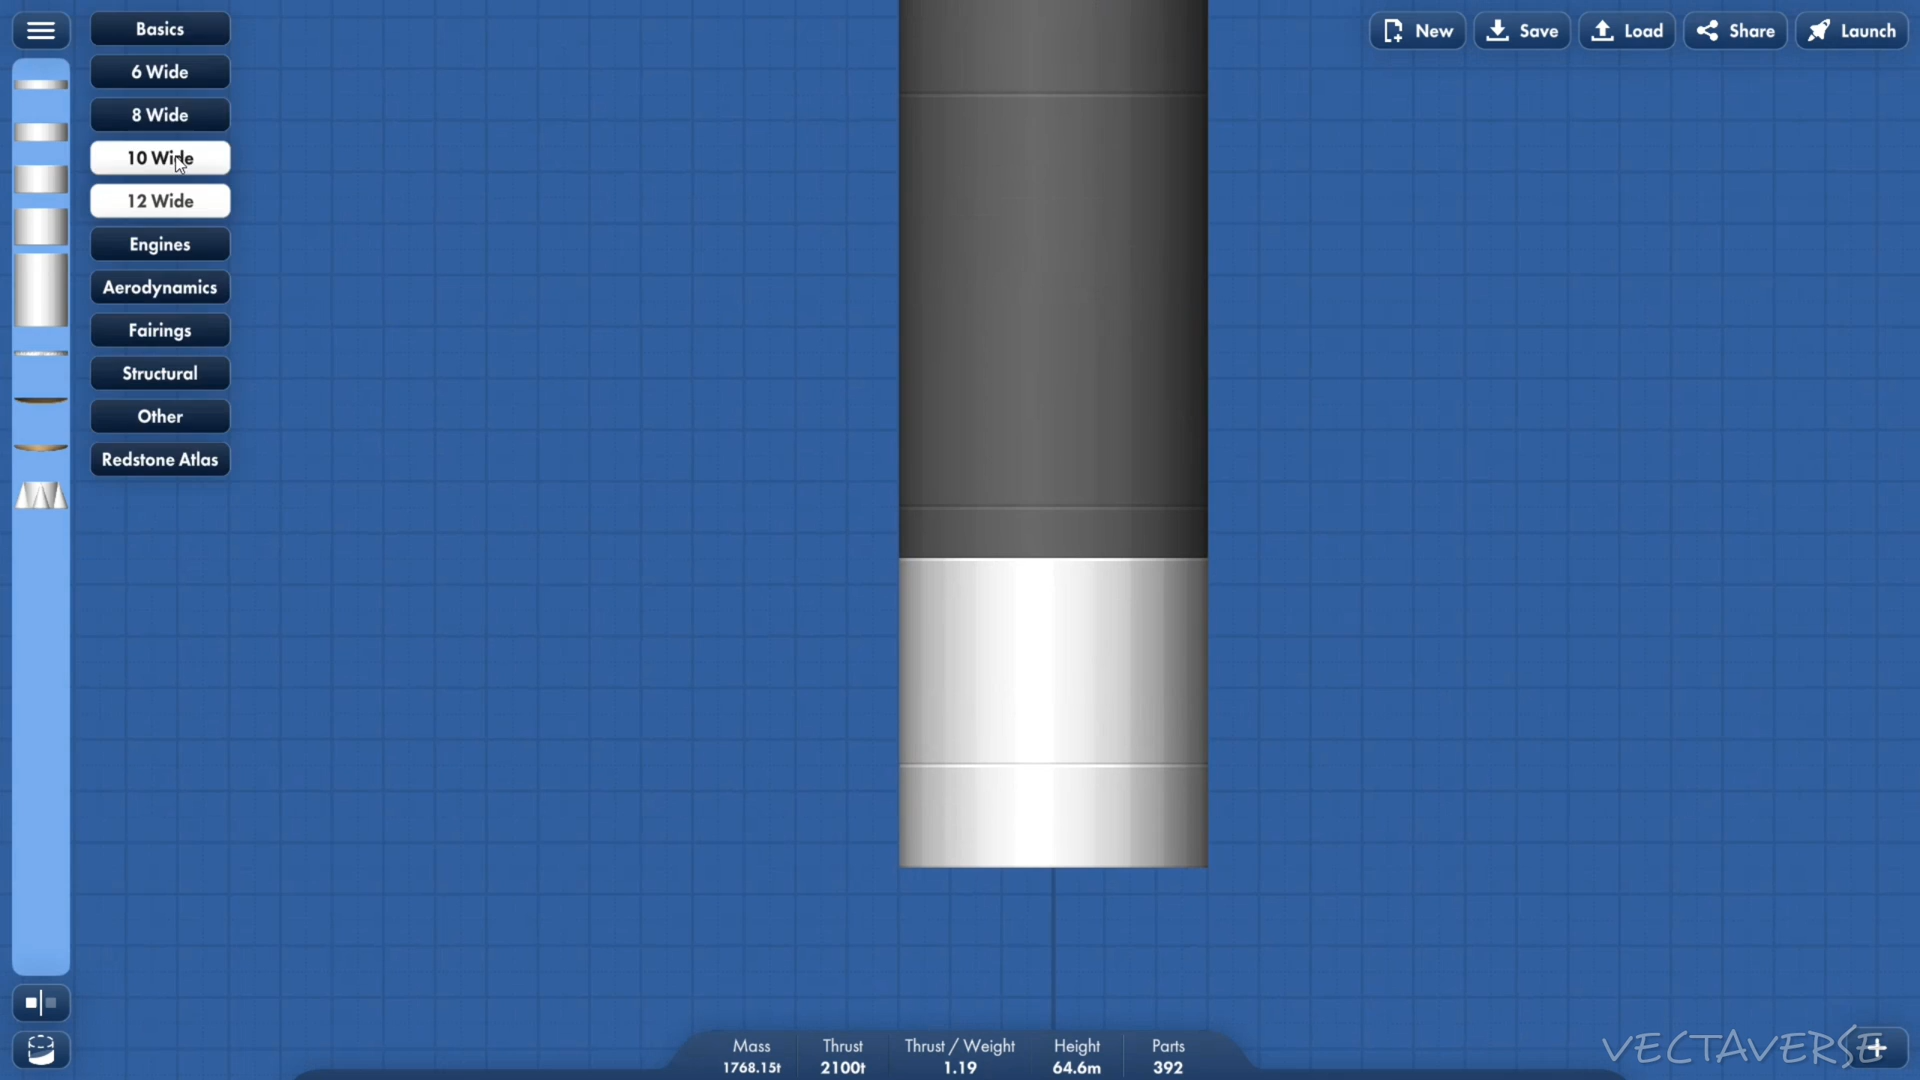 Basics
6 Wide
8 Wide
10 Wide
12 Wide
Engines
Aerodynamics
Fairings
Structural
Other
Redstone Atlas
New
Save
Load
Share
Launch
Mass
1768.15t
Thrust
2100t
Thrust / Weight
1.19
Height
64.6m
Parts
392
VECTAVERSE